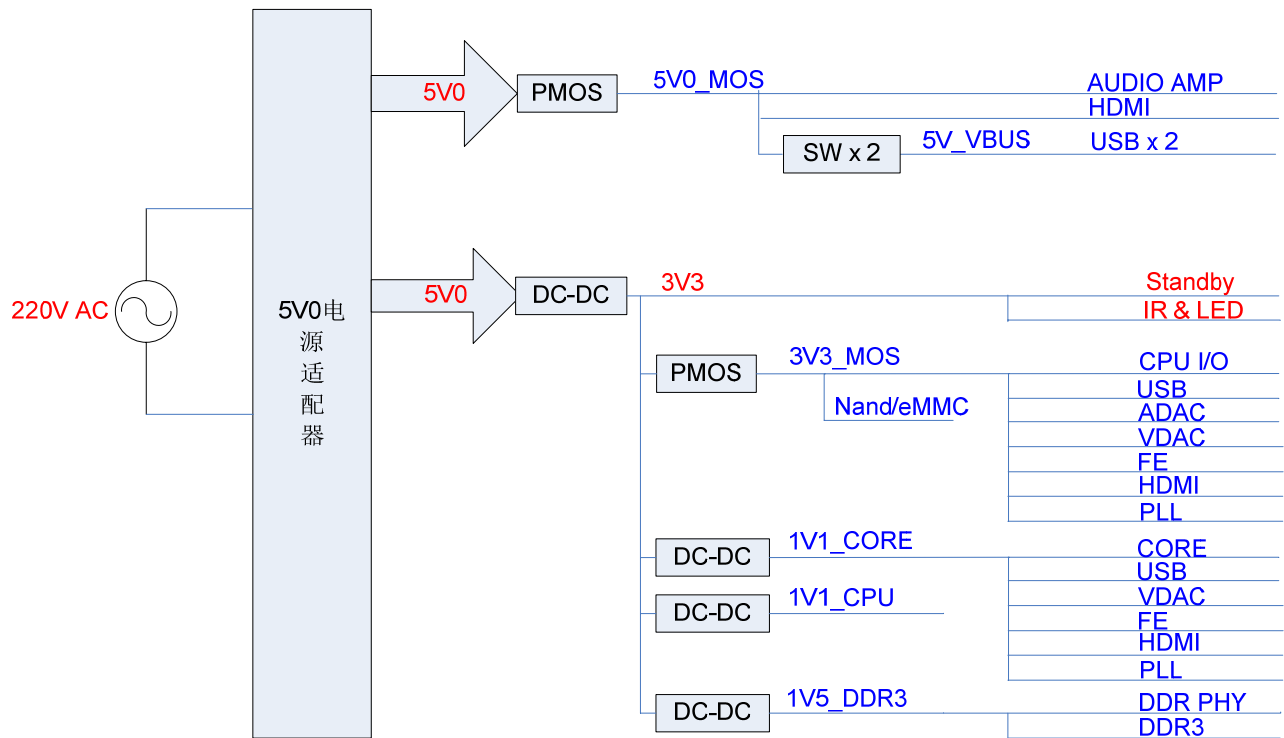 5V0
PMOS
5V0_MOS
AUDIO AMP
HDMI
SW x 2
5V_VBUS
USB x 2
220V AC
5V0电
源
适
配
器
5V0
DC-DC
3V3
Standby
IR & LED
PMOS
3V3_MOS
CPU I/O
Nand/eMMC
USB
ADAC
VDAC
FE
HDMI
PLL
DC-DC
1V1_CORE
CORE
USB
DC-DC
1V1_CPU
VDAC
FE
HDMI
PLL
DC-DC
1V5_DDR3
DDR PHY
DDR3